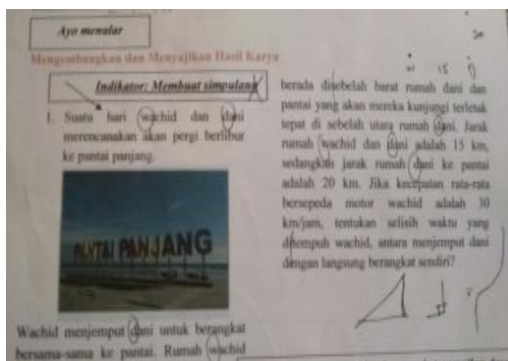 Ayo menalar
Mengembangkan dan Menyajikan Hasil Karya
Indikator: Membuat simpulan
1. Suatu hari wachid dan dani
merencanakan akan pergi berlibur
ke pantai panjang.
PANTAI PANJANG
Wachid menjemput dani untuk berangkat
bersama-sama ke pantai. Rumah wachid
berada disebelah barat rumah dani dan
pantai yang akan mereka kunjungi terletak
tepat di sebelah utara rumah dani. Jarak
rumah wachid dan dani adalah 15 km,
sedangkan jarak rumah dani ke pantai
adalah 20 km. Jika kecepatan rata-rata
bersepeda motor wachid adalah 30
km/jam, tentukan selisih waktu yang
ditempuh wachid, antara menjemput dani
dengan langsung berangkat sendiri?